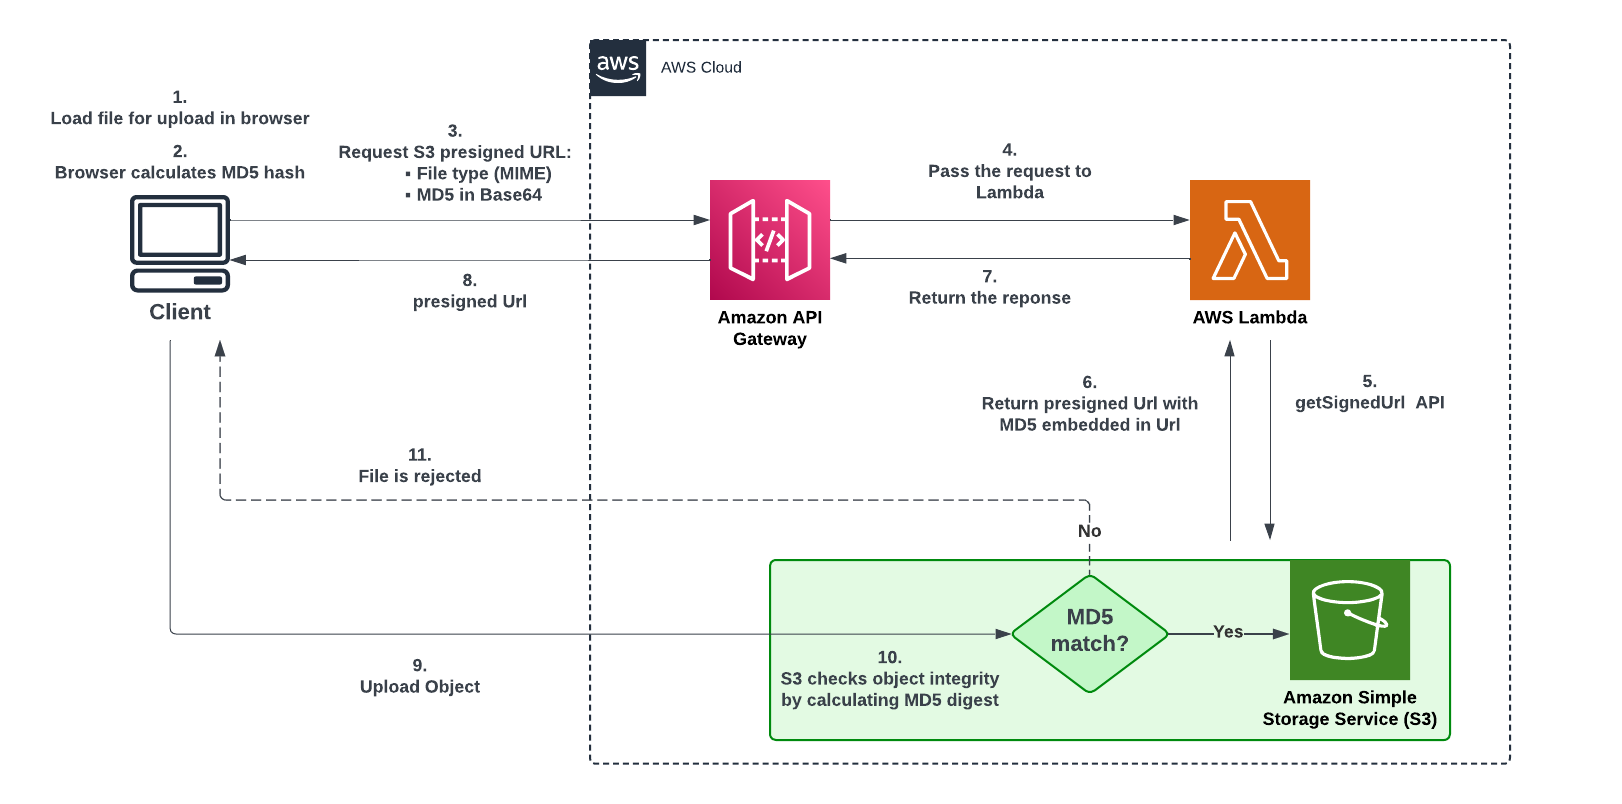 aws
AWS Cloud
1.
Load file for upload in browser
2.
Browser calculates MD5 hash
3.
Request S3 presigned URL:
▪ File type (MIME)
▪ MD5 in Base64
4.
Pass the request to
Lambda
Client
8.
presigned Url
Amazon API
Gateway
7.
Return the reponse
AWS Lambda
6.
Return presigned Url with
MD5 embedded in Url
5.
getSignedUrl API
11.
File is rejected
No
MD5
match?
Yes
9.
Upload Object
10.
S3 checks object integrity
by calculating MD5 digest
Amazon Simple
Storage Service (S3)